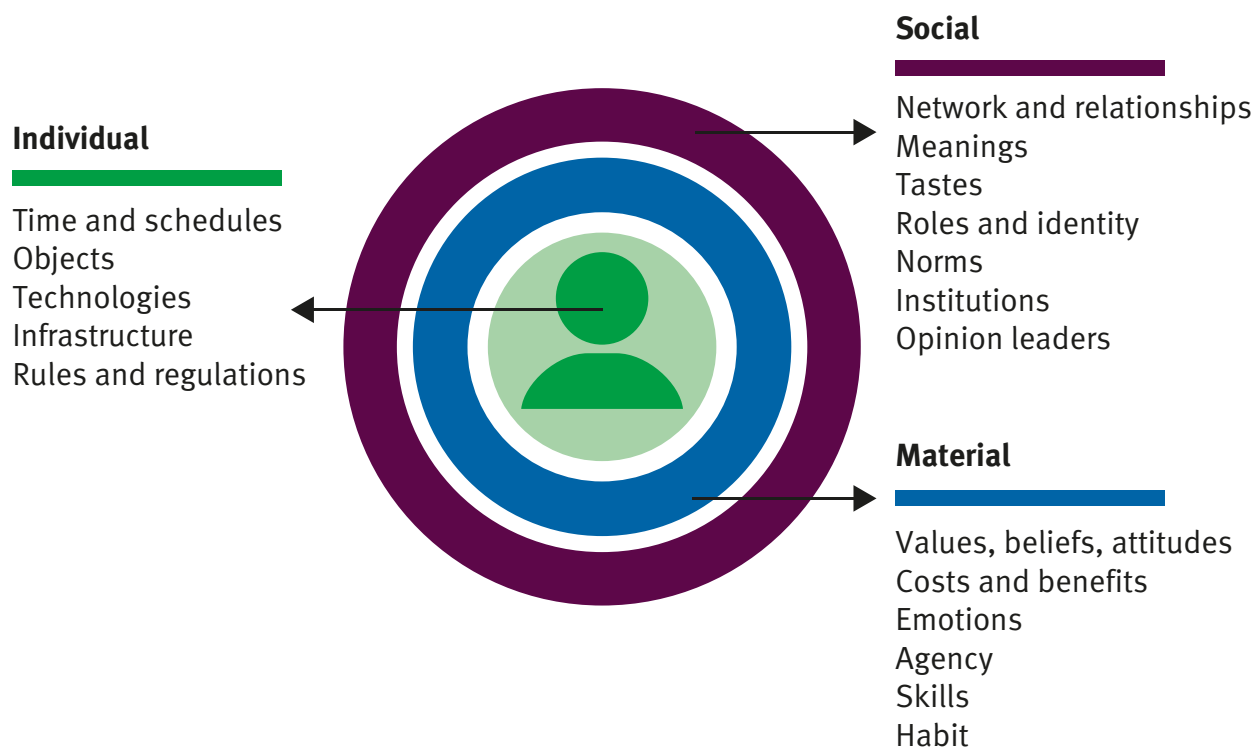 Individual
Time and schedules
Objects
Technologies
Infrastructure
Rules and regulations
Social
Network and relationships
Meanings
Tastes
Roles and identity
Norms
Institutions
Opinion leaders
Material
Values, beliefs, attitudes
Costs and benefits
Emotions
Agency
Skills
Habit